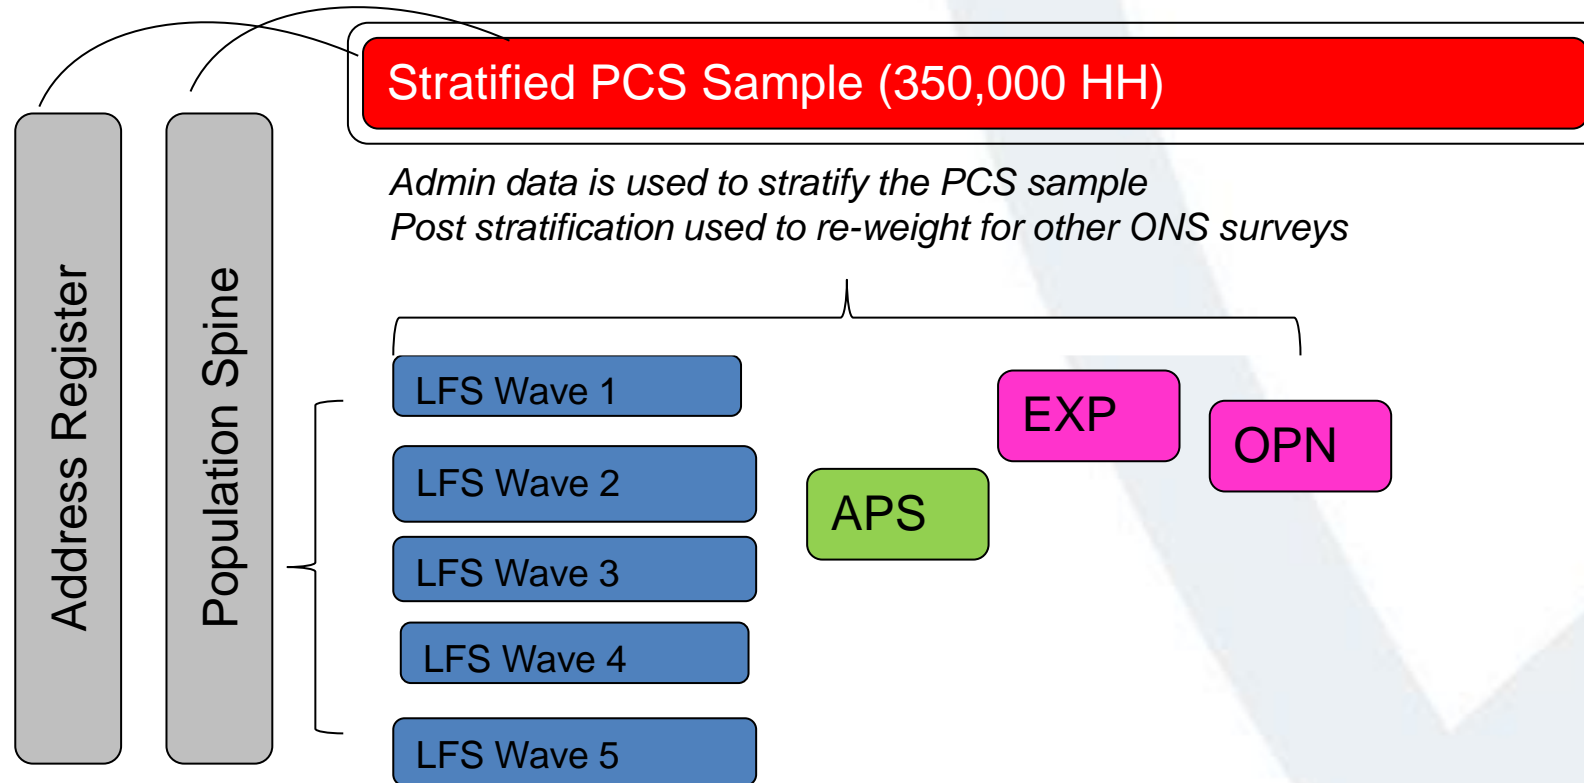 Stratified PCS Sample (350,000 HH)
Admin data is used to stratify the PCS sample
Post stratification used to re-weight for other ONS surveys
Address Register
Population Spine
LFS Wave 1
LFS Wave 2
LFS Wave 3
LFS Wave 4
LFS Wave 5
APS
EXP
OPN